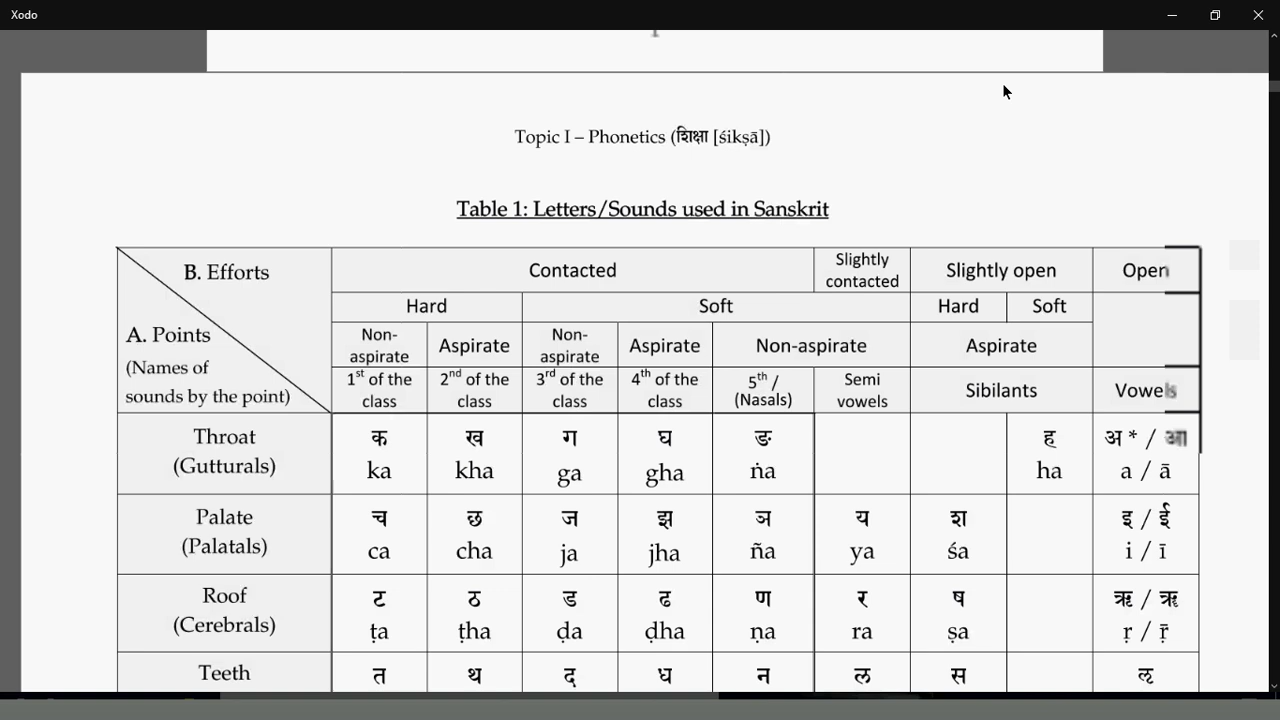 Xodo
Topic I – Phonetics (शिक्षा [śikṣā])
Table 1: Letters/Sounds used in Sanskrit
B. Efforts
A. Points
(Names of
sounds by the point)
Contacted
Slightly
contacted
Slightly open
Open
Hard
Soft
Hard
Soft
Non-
aspirate
Aspirate
Non-
aspirate
Aspirate
Non-aspirate
Aspirate
1st of the
class
2nd of the
class
3rd of the
class
4th of the
class
5th /
(Nasals)
Semi
vowels
Sibilants
Vowels
Throat क ख ग घ ङ ह अ * / आ
(Gutturals) ka kha ga gha ṅa ha a / ā
Palate च छ ज झ ञ य श इ / ई
(Palatals) ca cha ja jha ña ya śa i / ī
Roof ट ठ ड ढ ण र ष ऋ / ॠ
(Cerebrals) ṭa ṭha ḍa ḍha ṇa ra ṣa ṛ / ṝ
Teeth त थ द ध न ल स ऌ